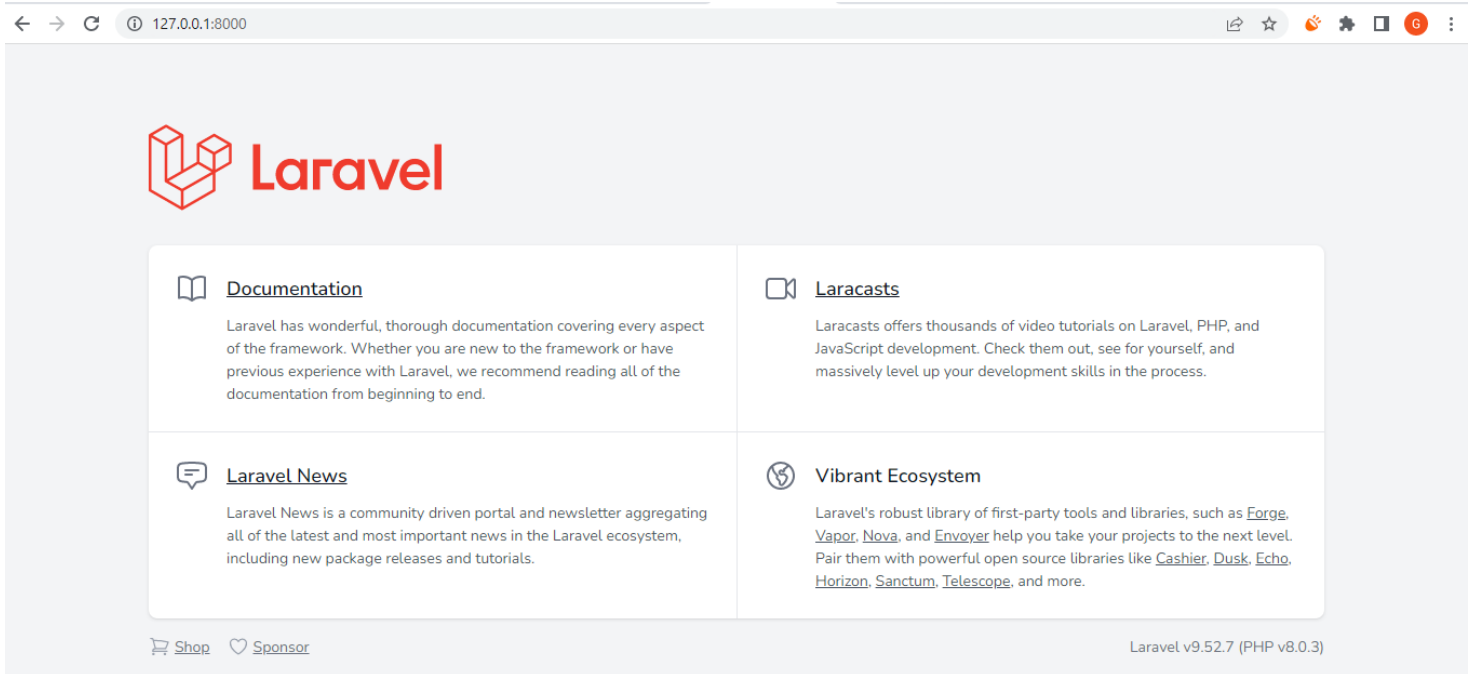 127.0.0.1:8000
G
Laravel
Documentation
Laravel has wonderful, thorough documentation covering every aspect
of the framework. Whether you are new to the framework or have
previous experience with Laravel, we recommend reading all of the
documentation from beginning to end.
Laracasts
Laracasts offers thousands of video tutorials on Laravel, PHP, and
JavaScript development. Check them out, see for yourself, and
massively level up your development skills in the process.
Laravel News
Laravel News is a community driven portal and newsletter aggregating
all of the latest and most important news in the Laravel ecosystem,
including new package releases and tutorials.
Vibrant Ecosystem
Laravel's robust library of first-party tools and libraries, such as Forge,
Vapor, Nova, and Envoyer help you take your projects to the next level.
Pair them with powerful open source libraries like Cashier, Dusk, Echo,
Horizon, Sanctum, Telescope, and more.
Shop Sponsor
Laravel v9.52.7 (PHP v8.0.3)